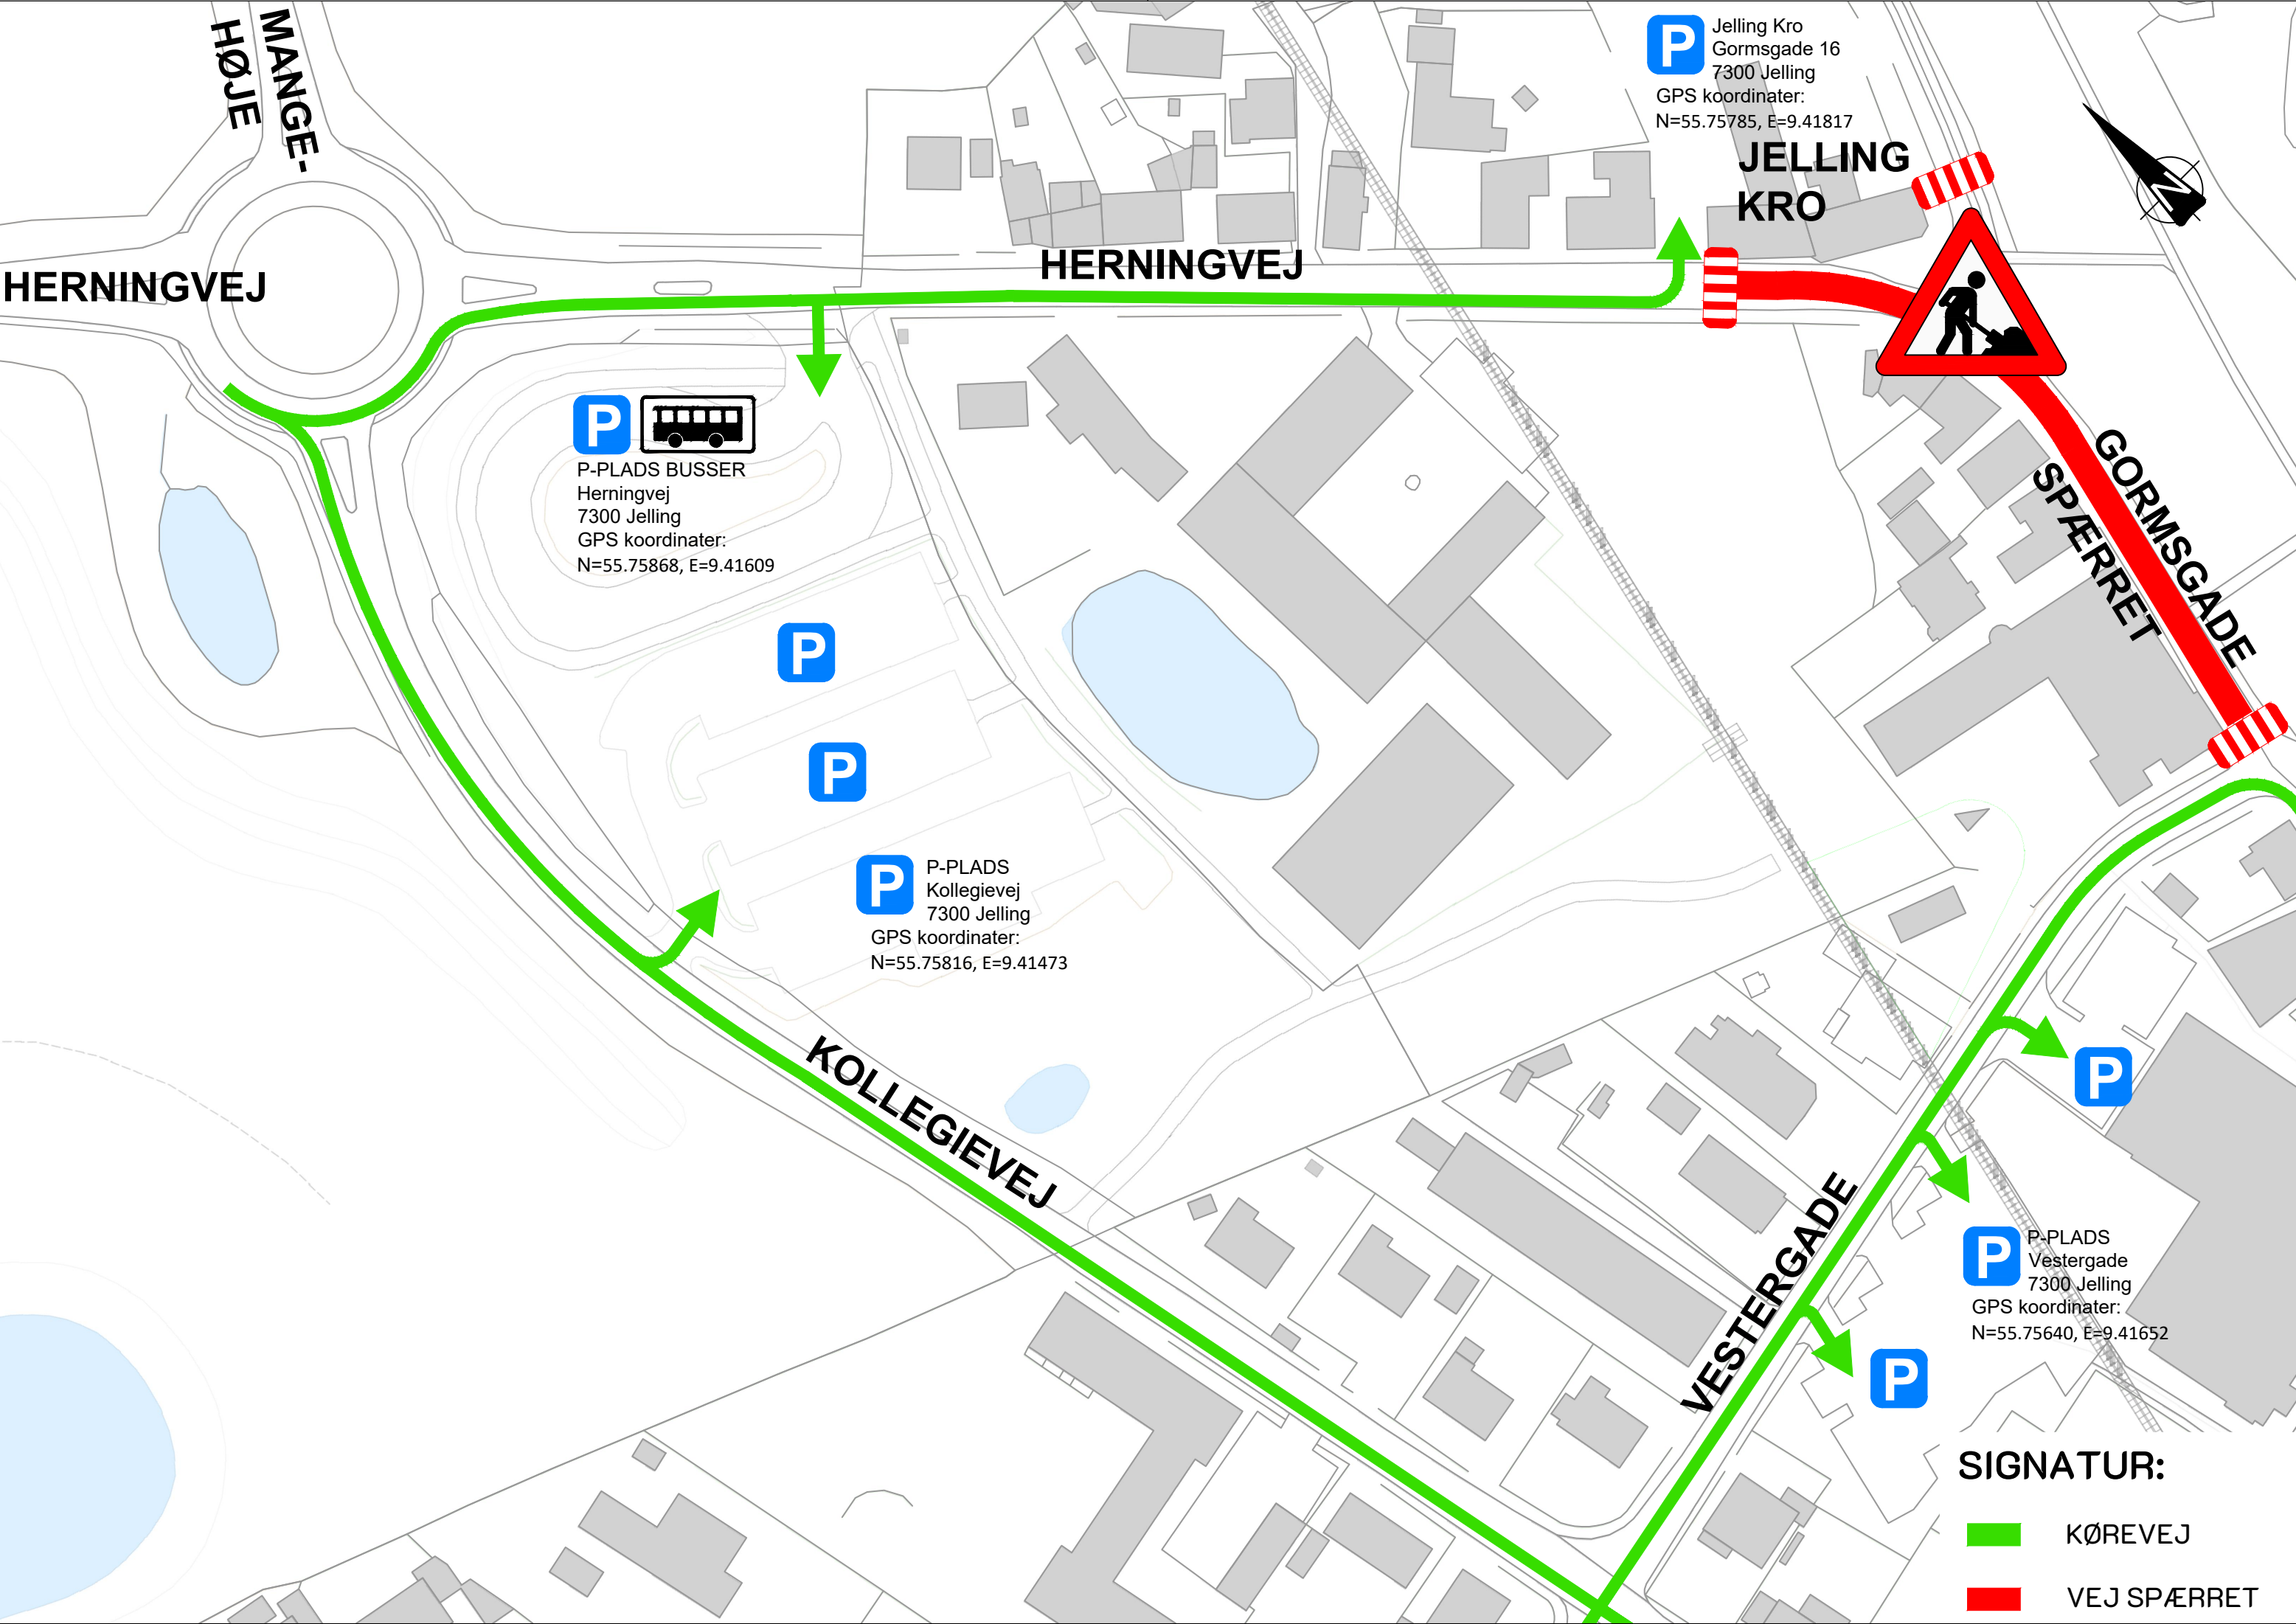 MANGE-
HØJE
HERNINGVEJ
HERNINGVEJ
P
Jelling Kro
Gormsgade 16
7300 Jelling
GPS koordinater:
N=55.75785, E=9.41817
JELLING
KRO
N
P
P-PLADS BUSSER
Herningvej
7300 Jelling
GPS koordinater:
N=55.75868, E=9.41609
GORMSGADE
SPÆRRET
P
P
P
P-PLADS
Kollegievej
7300 Jelling
GPS koordinater:
N=55.75816, E=9.41473
KOLLEGIEVEJ
VESTERGADE
P
P
P-PLADS
Vestergade
7300 Jelling
GPS koordinater:
N=55.75640, E=9.41652
P
SIGNATUR:
KØREVEJ
VEJ SPÆRRET